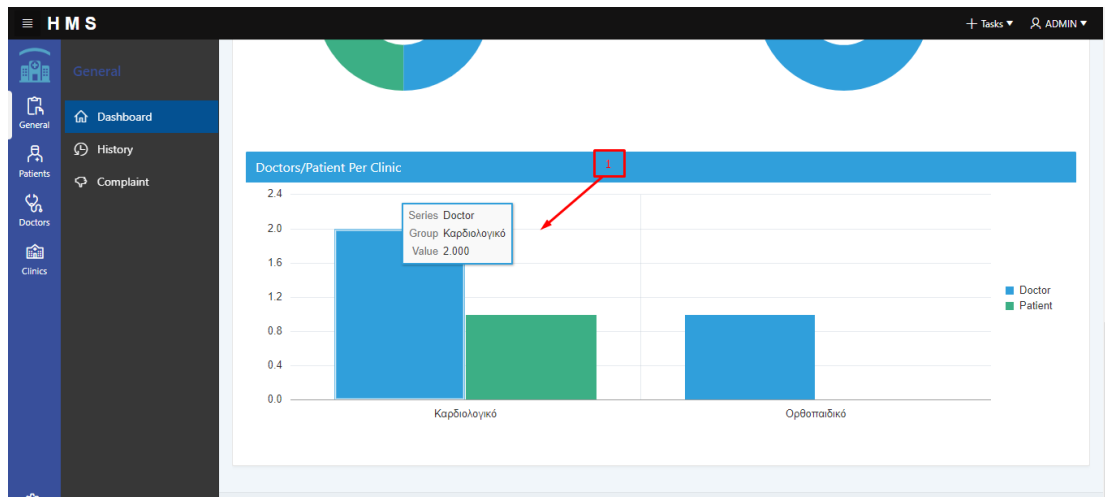 HMS
Tasks
ADMIN
General
General
Dashboard
History
Patients
Complaint
Doctors
Clinics
Doctors/Patient Per Clinic
1
2.4
2.0
1.6
1.2
0.8
0.4
0.0
Series Doctor
Group Καρδιολογικό
Value 2.000
Doctor
Patient
Καρδιολογικό
Ορθοπαιδικό